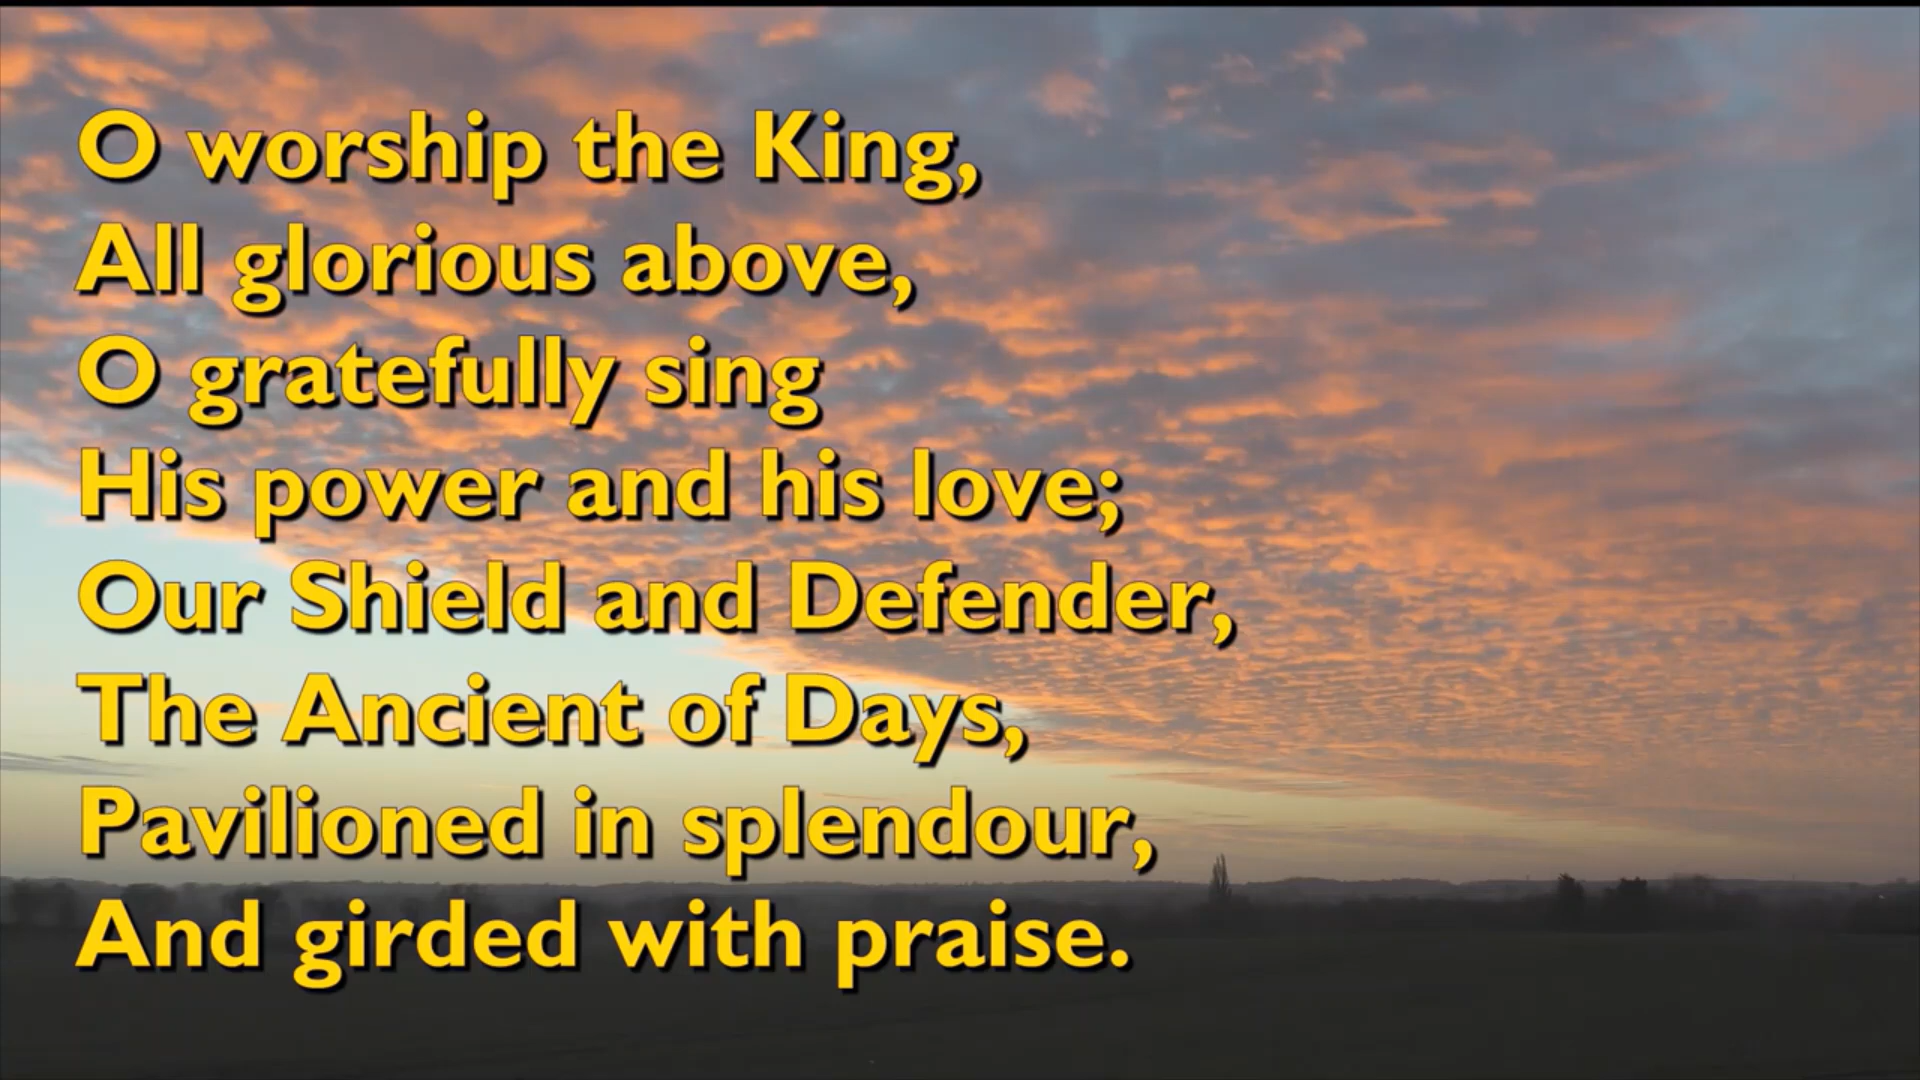 O worship the King,
All glorious above,
O gratefully sing
His power and his love;
Our Shield and Defender,
The Ancient of Days,
Pavilioned in splendour,
And girded with praise.